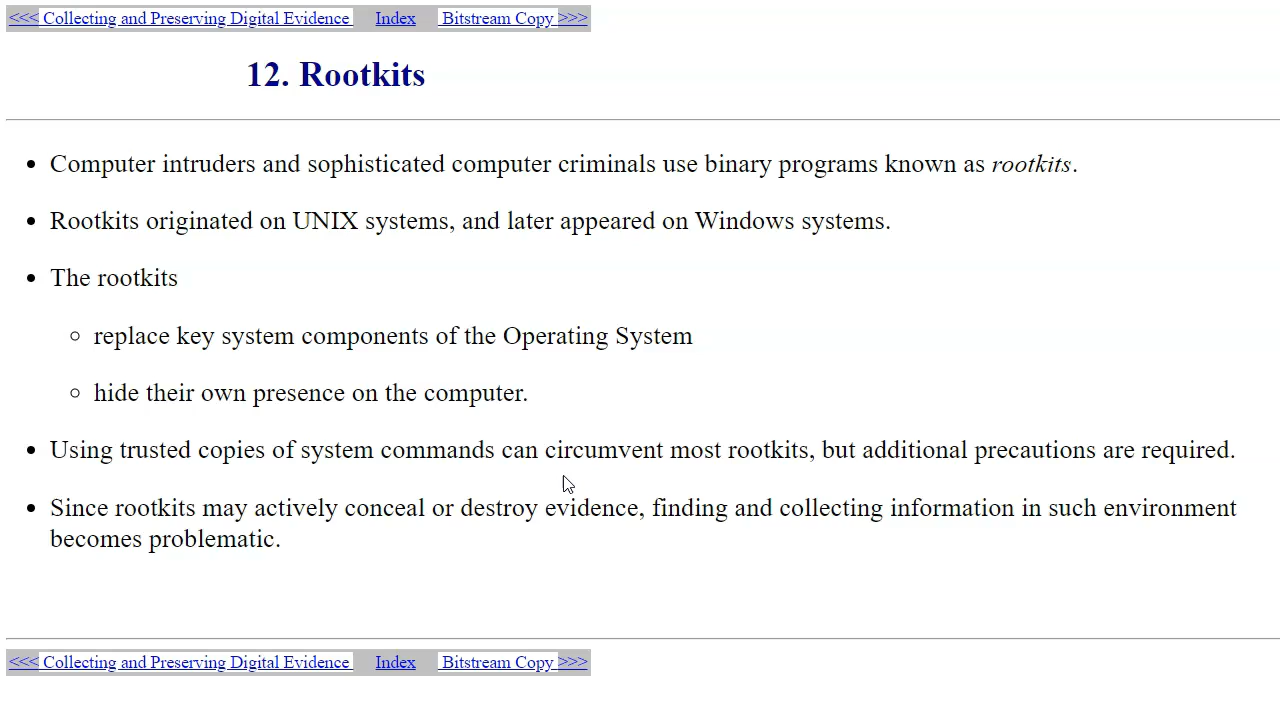 <<< Collecting and Preserving Digital Evidence Index Bitstream Copy >>>
12. Rootkits
• Computer intruders and sophisticated computer criminals use binary programs known as rootkits.
• Rootkits originated on UNIX systems, and later appeared on Windows systems.
• The rootkits
◦ replace key system components of the Operating System
◦ hide their own presence on the computer.
• Using trusted copies of system commands can circumvent most rootkits, but additional precautions are required.
• Since rootkits may actively conceal or destroy evidence, finding and collecting information in such environment
becomes problematic.
<<< Collecting and Preserving Digital Evidence Index Bitstream Copy >>>